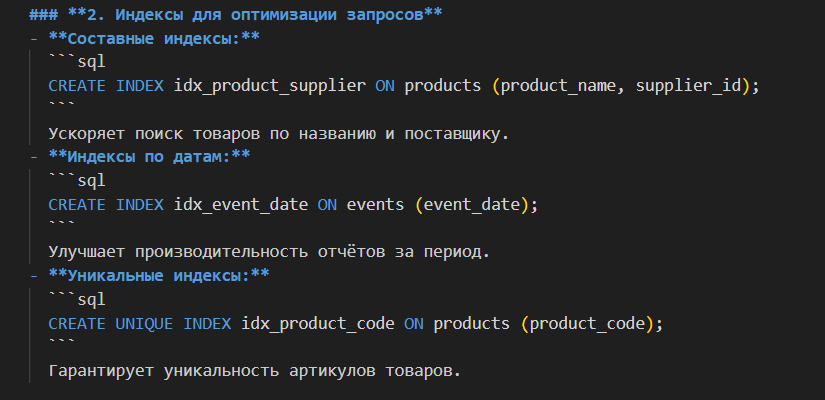 ### **2. Индексы для оптимизации запросов**
- **Составные индексы:**
```sql
CREATE INDEX idx_product_supplier ON products (product_name, supplier_id);
```
Ускоряет поиск товаров по названию и поставщику.
- **Индексы по датам:**
```sql
CREATE INDEX idx_event_date ON events (event_date);
```
Улучшает производительность отчётов за период.
- **Уникальные индексы:**
```sql
CREATE UNIQUE INDEX idx_product_code ON products (product_code);
```
Гарантирует уникальность артикулов товаров.